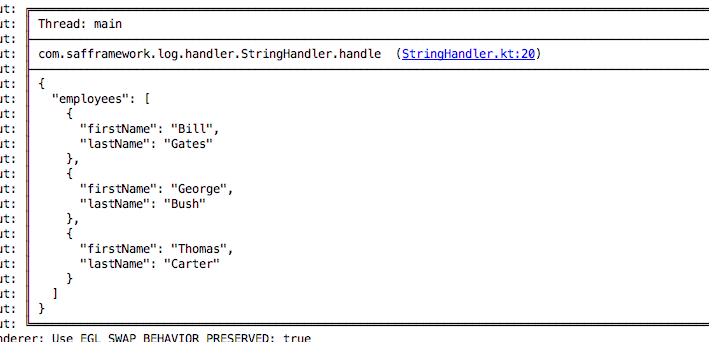 ut:
ut: Thread: main
ut:
ut: com.safframework.log.handler.StringHandler.handle  (StringHandler.kt:20)
ut:
ut: {
ut:   "employees": [
ut:     {
ut:       "firstName": "Bill",
ut:       "lastName": "Gates"
ut:     },
ut:     {
ut:       "firstName": "George",
ut:       "lastName": "Bush"
ut:     },
ut:     {
ut:       "firstName": "Thomas",
ut:       "lastName": "Carter"
ut:     }
ut:   ]
ut: }
ut:
nderer: Use EGL_SWAP_BEHAVIOR_PRESERVED: true